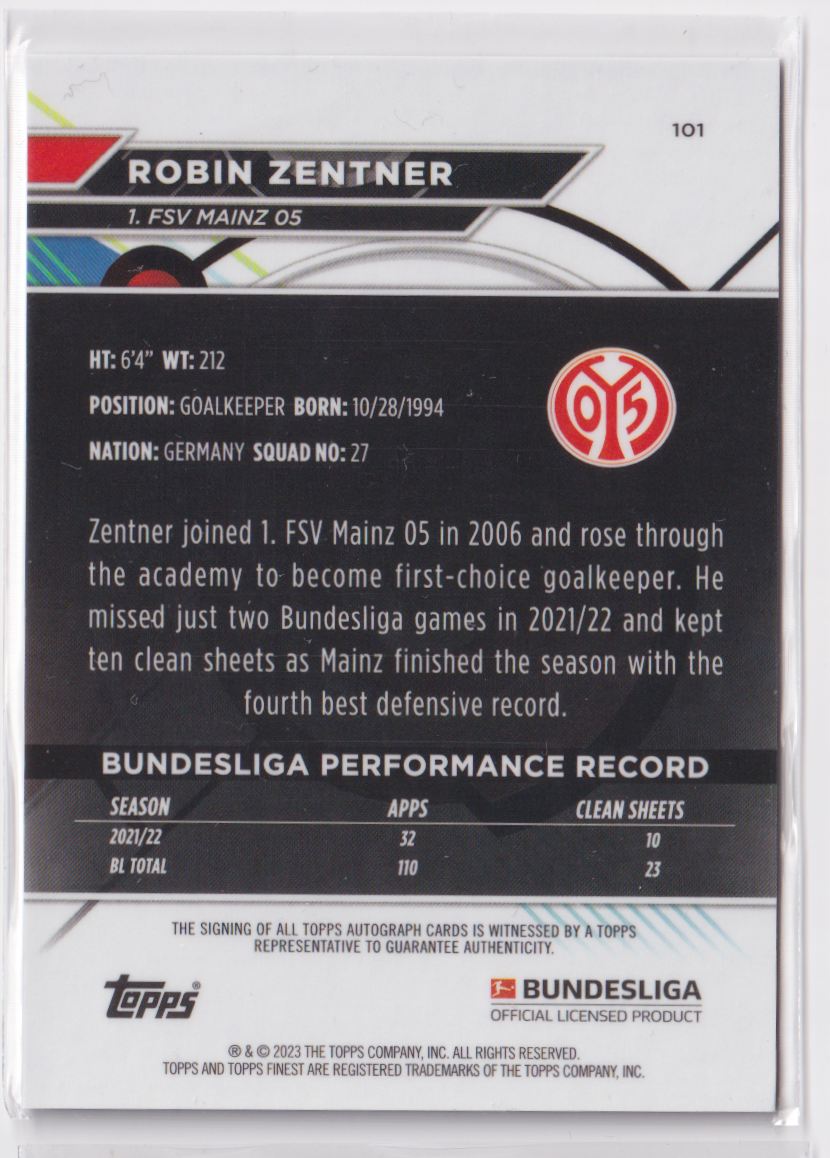 101
ROBIN ZENTNER
1. FSV MAINZ 05
HT: 6'4" WT: 212
POSITION: GOALKEEPER BORN: 10/28/1994
NATION: GERMANY SQUAD NO: 27
05
Zentner joined 1. FSV Mainz 05 in 2006 and rose through
the academy to become first-choice goalkeeper. He
missed just two Bundesliga games in 2021/22 and kept
ten clean sheets as Mainz finished the season with the
fourth best defensive record.
BUNDESLIGA PERFORMANCE RECORD
SEASON APPS CLEAN SHEETS
2021/22 32 10
BL TOTAL 110 23
THE SIGNING OF ALL TOPPS AUTOGRAPH CARDS IS WITNESSED BY A TOPPS
REPRESENTATIVE TO GUARANTEE AUTHENTICITY.
topps®
BUNDESLIGA
OFFICIAL LICENSED PRODUCT
® & © 2023 THE TOPPS COMPANY, INC. ALL RIGHTS RESERVED.
TOPPS AND TOPPS FINEST ARE REGISTERED TRADEMARKS OF THE TOPPS COMPANY, INC.